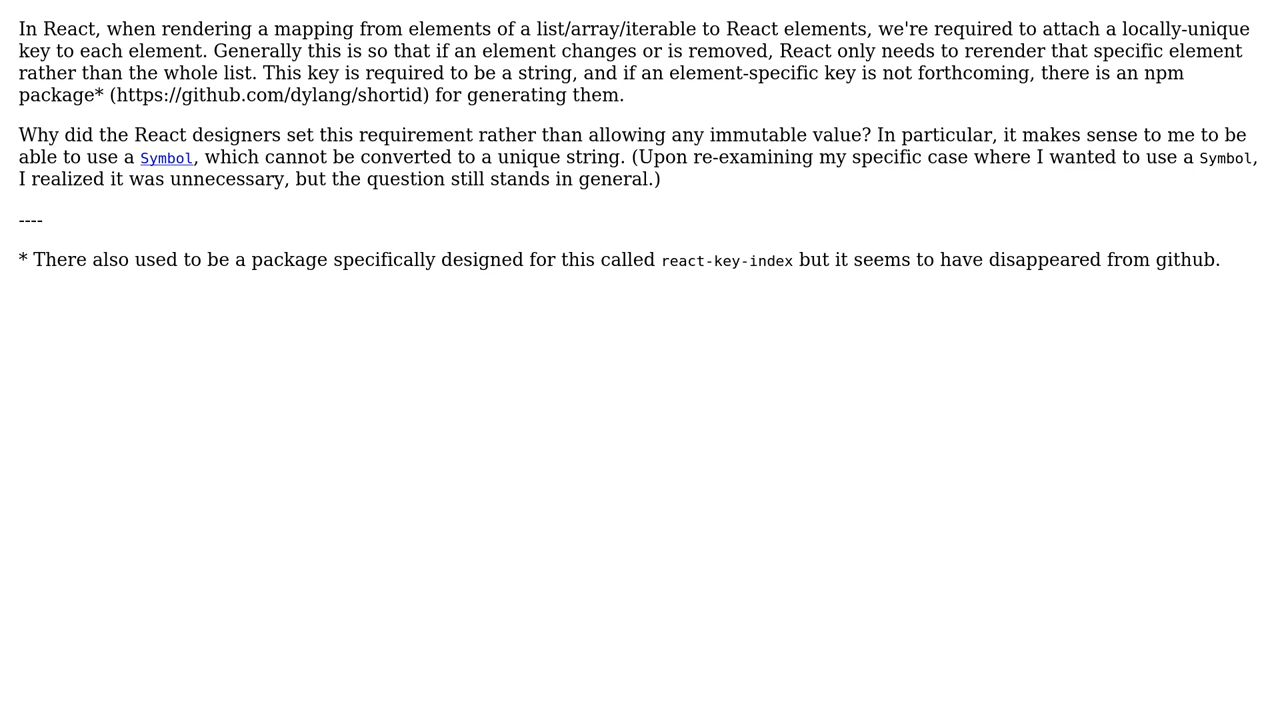 In React, when rendering a mapping from elements of a list/array/iterable to React elements, we're required to attach a locally-unique
key to each element. Generally this is so that if an element changes or is removed, React only needs to rerender that specific element
rather than the whole list. This key is required to be a string, and if an element-specific key is not forthcoming, there is an npm
package* (https://github.com/dylang/shortid) for generating them.
Why did the React designers set this requirement rather than allowing any immutable value? In particular, it makes sense to me to be
able to use a Symbol, which cannot be converted to a unique string. (Upon re-examining my specific case where I wanted to use a Symbol,
I realized it was unnecessary, but the question still stands in general.)
----
* There also used to be a package specifically designed for this called react-key-index but it seems to have disappeared from github.